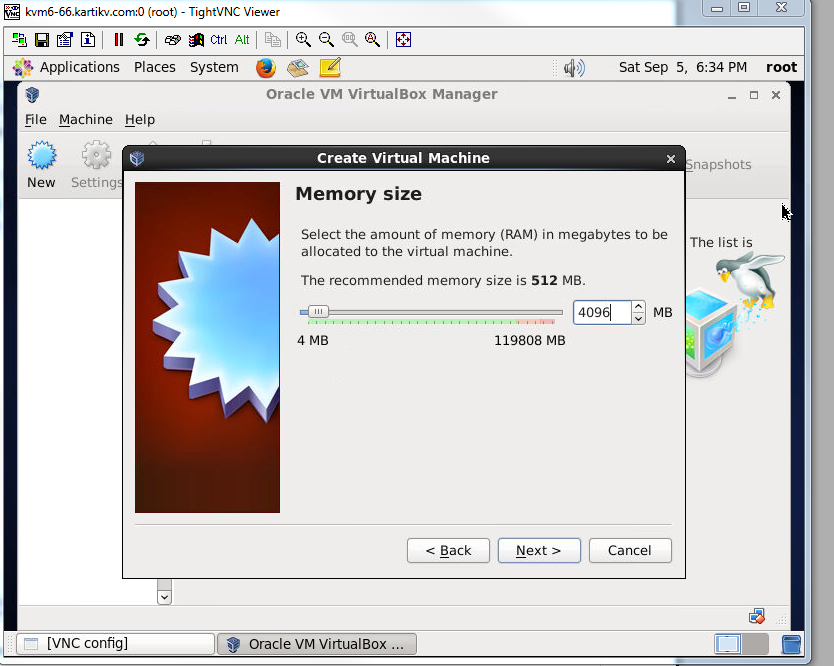 kvm6-66.kartikv.com:0 (root) - TightVNC Viewer
Ctrl Alt
Applications Places System Sat Sep 5, 6:34 PM root
Oracle VM VirtualBox Manager
File Machine Help
New Settings Snapshots
Create Virtual Machine
Memory size
The list is
Select the amount of memory (RAM) in megabytes to be
allocated to the virtual machine.
The recommended memory size is 512 MB.
4096 MB
4 MB 119808 MB
< Back Next > Cancel
[VNC config] Oracle VM VirtualBox ...